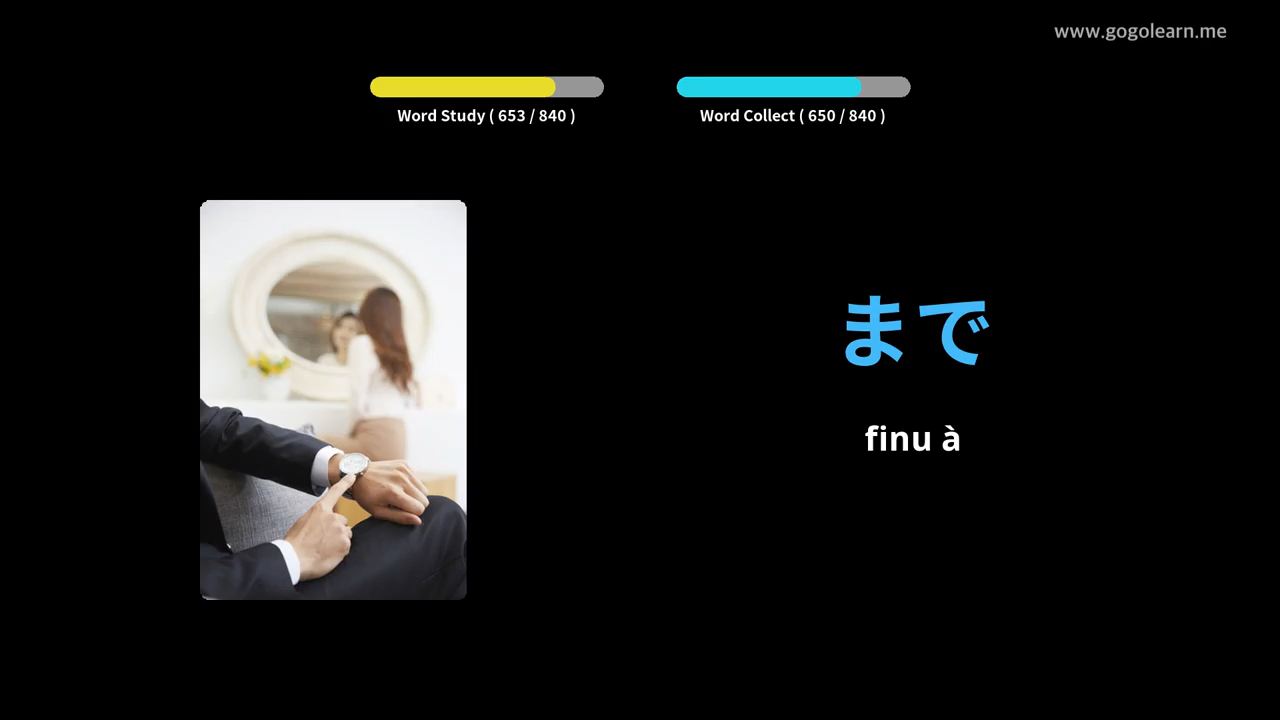 www.gogolearn.me
Word Study ( 653 / 840 )
Word Collect ( 650 / 840 )
まで
finu à